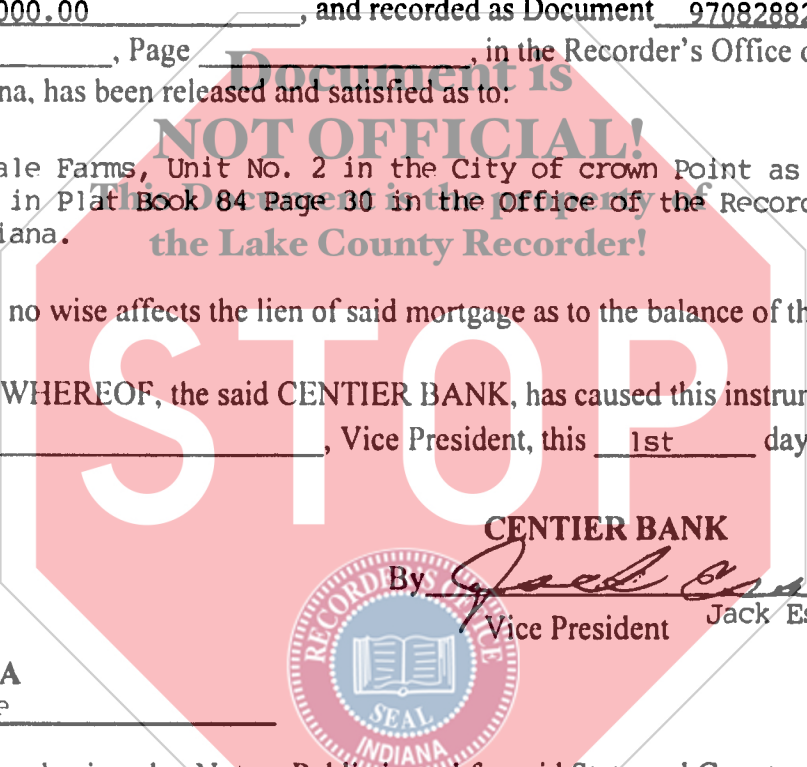 000.00 , and recorded as Document 97082882
, Page , in the Recorder's Office o
na, has been released and satisfied as to:
Document is
NOT OFFICIAL!
This Document is the property of
the Lake County Recorder!
ale Farms, Unit No. 2 in the City of crown Point as
in Plat Book 84 Page 30 in the Office of the Record
iana.
no wise affects the lien of said mortgage as to the balance of th
STOP
WHEREOF, the said CENTIER BANK, has caused this instrum
, Vice President, this 1st day
CENTIER BANK
By
Jack Es
Vice President
RECORDER'S OFFICE
SEAL
INDIANA
A
e